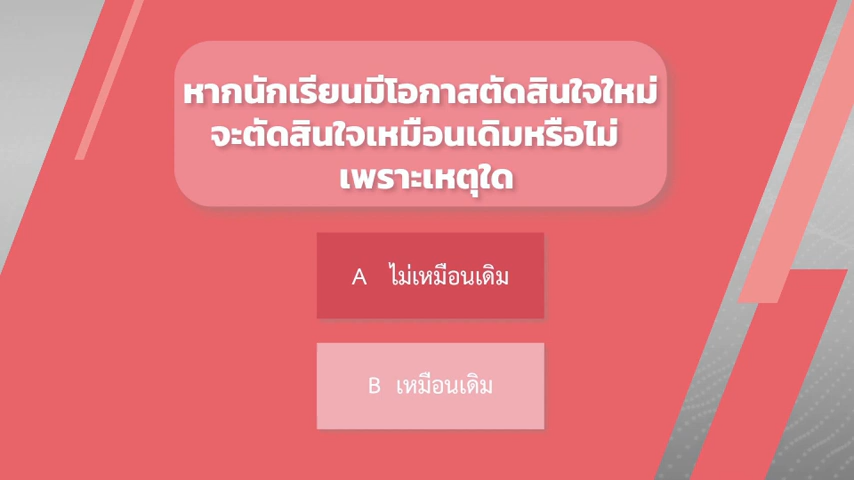 หากนักเรียนมีโอกาสตัดสินใจใหม่
จะตัดสินใจเหมือนเดิมหรือไม่
เพราะเหตุใด
A ไม่เหมือนเดิม
B เหมือนเดิม